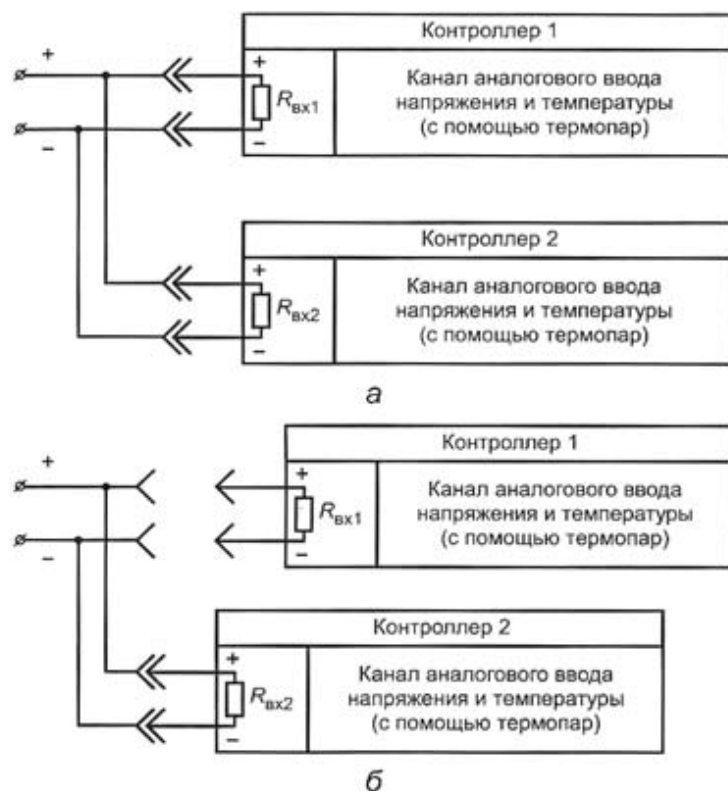 Контроллер 1
+
+
Rвх1
Канал аналогового ввода
напряжения и температуры
(с помощью термопар)
−
−
Контроллер 2
+
Rвх2
Канал аналогового ввода
напряжения и температуры
(с помощью термопар)
−
а
Контроллер 1
+
+
Rвх1
Канал аналогового ввода
напряжения и температуры
(с помощью термопар)
−
−
Контроллер 2
+
Rвх2
Канал аналогового ввода
напряжения и температуры
(с помощью термопар)
−
б